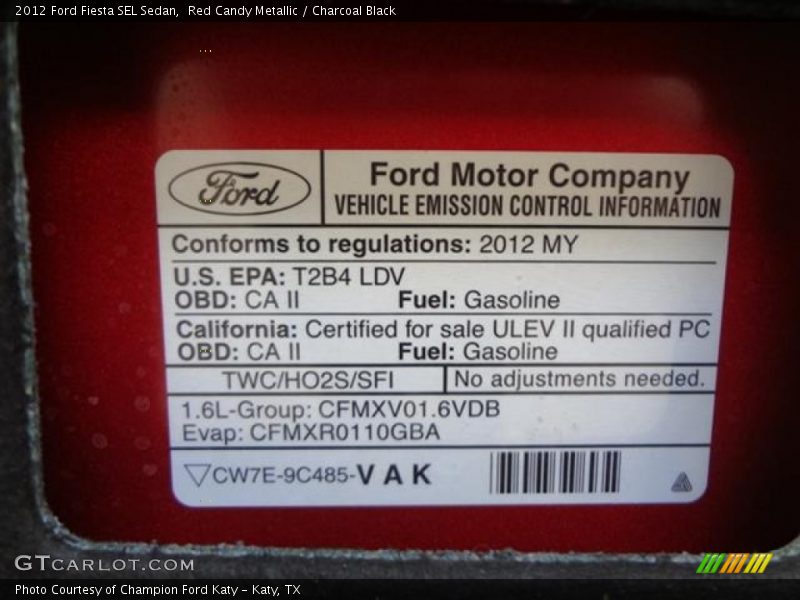 2012 Ford Fiesta SEL Sedan, Red Candy Metallic / Charcoal Black
Ford
Ford Motor Company
VEHICLE EMISSION CONTROL INFORMATION
Conforms to regulations: 2012 MY
U.S. EPA: T2B4 LDV
OBD: CA II Fuel: Gasoline
California: Certified for sale ULEV II qualified PC
OBD: CA II Fuel: Gasoline
TWC/HO2S/SFI
No adjustments needed.
1.6L-Group: CFMXV01.6VDB
Evap: CFMXR0110GBA
CW7E-9C485-VAK
GTCARLOT.COM
Photo Courtesy of Champion Ford Katy – Katy, TX